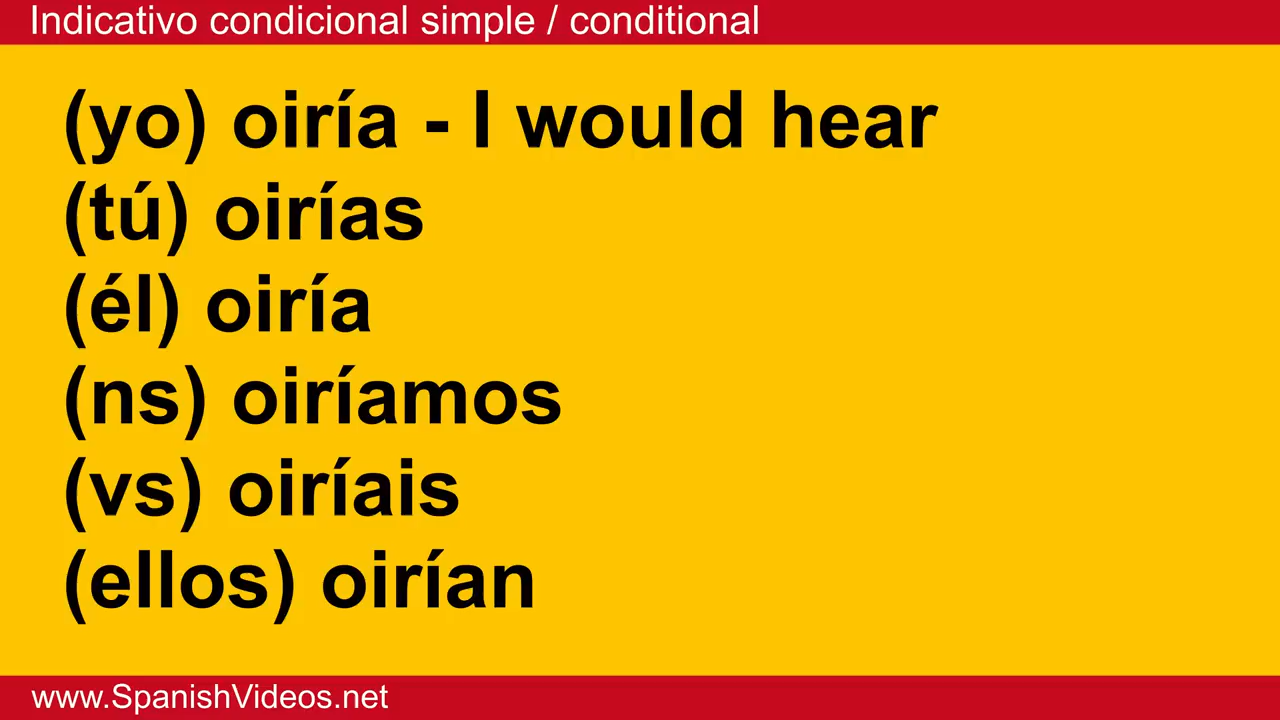 Indicativo condicional simple / conditional
(yo) oiría - I would hear
(tú) oirías
(él) oiría
(ns) oiríamos
(vs) oiríais
(ellos) oirían
www.SpanishVideos.net